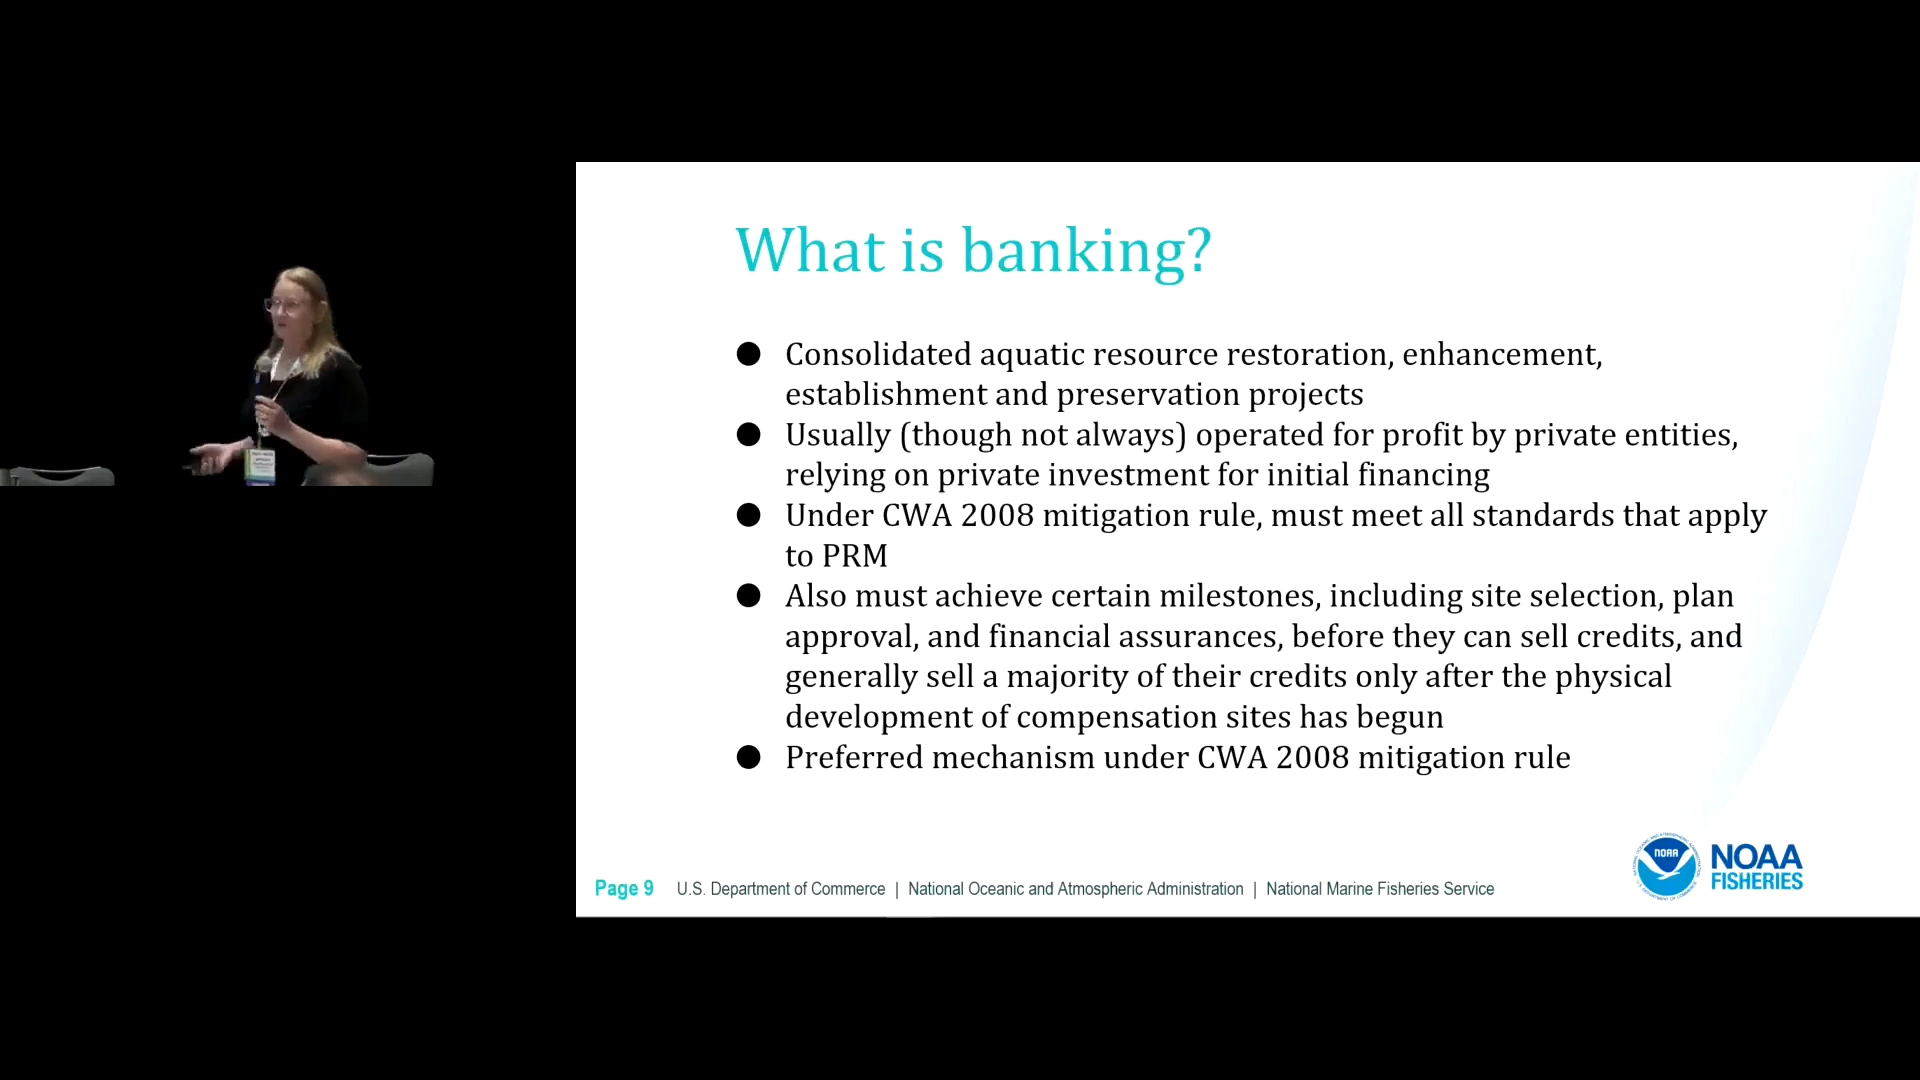 What is banking?
● Consolidated aquatic resource restoration, enhancement,
establishment and preservation projects
● Usually (though not always) operated for profit by private entities,
relying on private investment for initial financing
● Under CWA 2008 mitigation rule, must meet all standards that apply
to PRM
● Also must achieve certain milestones, including site selection, plan
approval, and financial assurances, before they can sell credits, and
generally sell a majority of their credits only after the physical
development of compensation sites has begun
● Preferred mechanism under CWA 2008 mitigation rule
NOAA
NOAA
FISHERIES
Page 9 U.S. Department of Commerce | National Oceanic and Atmospheric Administration | National Marine Fisheries Service